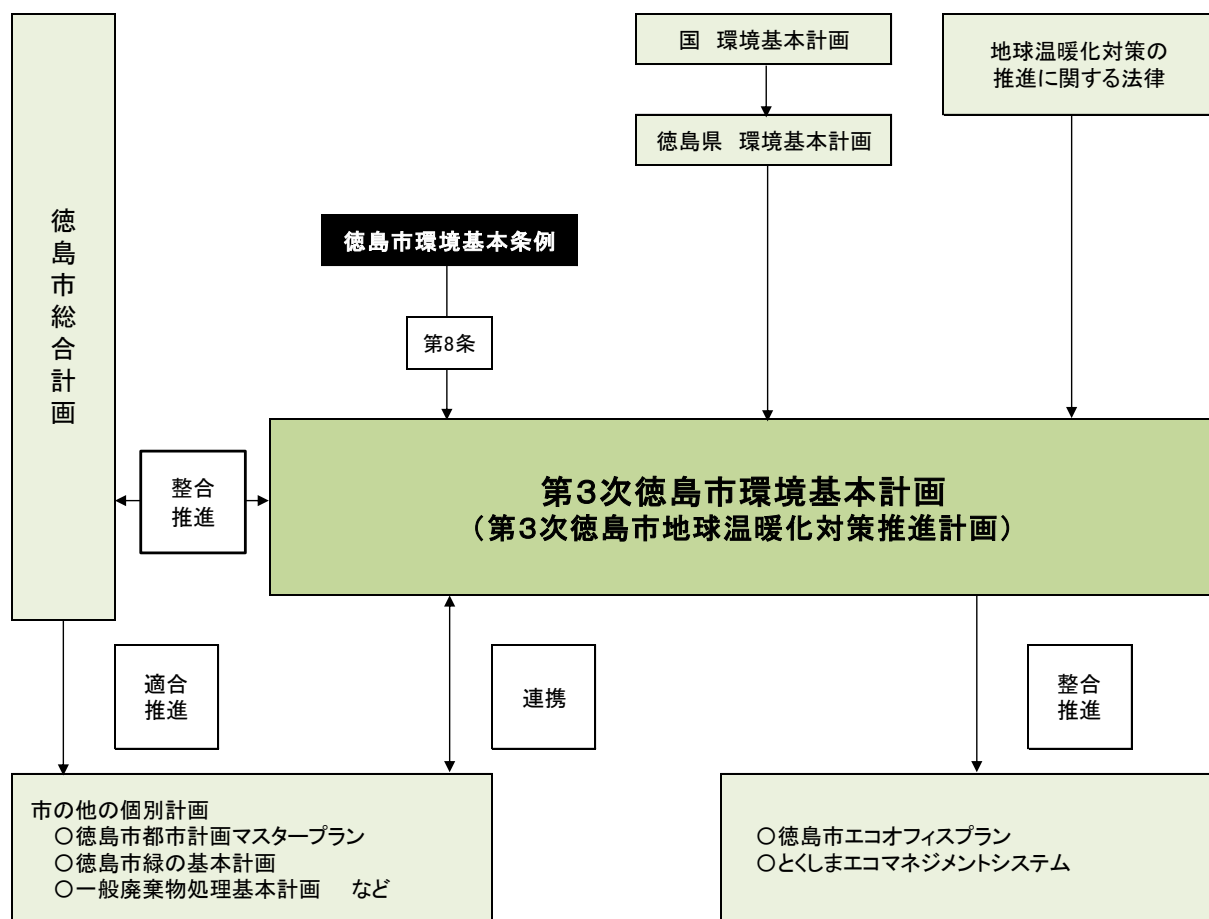 国 環境基本計画
地球温暖化対策の
推進に関する法律
徳島県 環境基本計画
徳島市総合計画
徳島市環境基本条例
第8条
整合
推進
第3次徳島市環境基本計画
(第3次徳島市地球温暖化対策推進計画)
適合
推進
連携
整合
推進
市の他の個別計画
○徳島市都市計画マスタープラン
○徳島市緑の基本計画
○一般廃棄物処理基本計画 など
○徳島市エコオフィスプラン
○とくしまエコマネジメントシステム